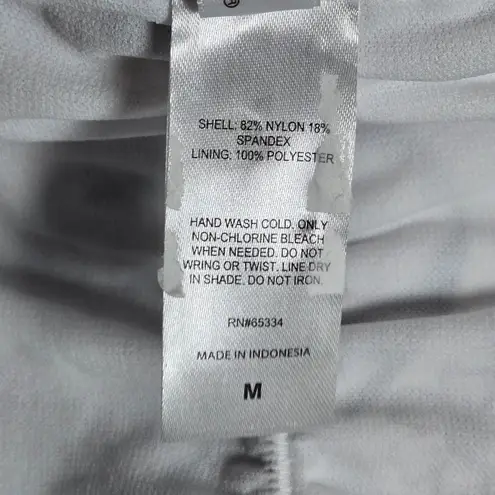 ®
SHELL: 82% NYLON 18%
SPANDEX
LINING: 100% POLYESTER
HAND WASH COLD. ONLY
NON-CHLORINE BLEACH
WHEN NEEDED. DO NOT
WRING OR TWIST. LINE DRY
IN SHADE. DO NOT IRON.
RN#65334
MADE IN INDONESIA
M